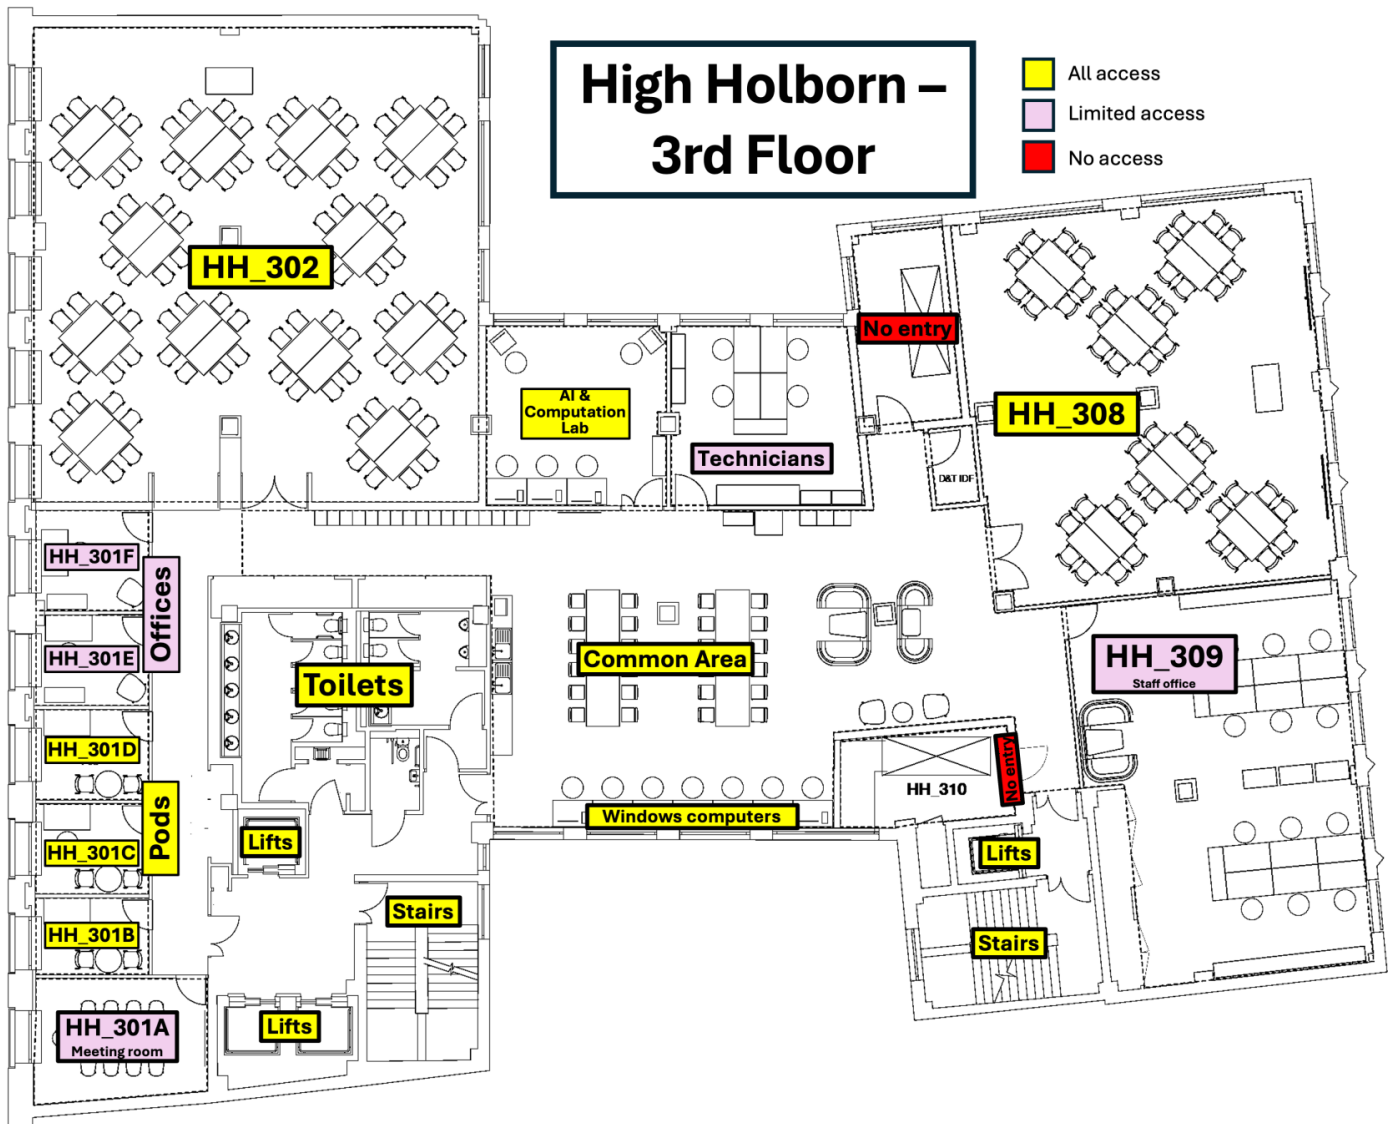 High Holborn –
3rd Floor
All access
Limited access
No access
HH_302
No entry
AI &
Computation
Lab
HH_308
Technicians
D&T IDF
HH_301F
Offices
HH_301E
Toilets
Common Area
HH_309
Staff office
HH_301D
Pods
HH_301C
HH_301B
Lifts
Windows computers
HH_310
No entry
Lifts
Stairs
Stairs
HH_301A
Meeting room
Lifts